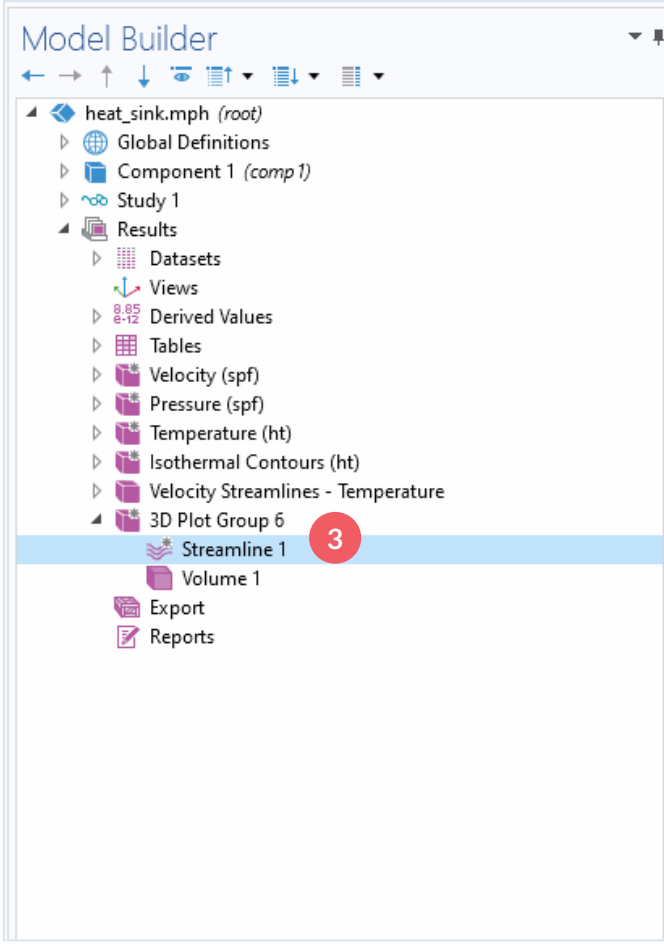 Model Builder
heat_sink.mph (root)
Global Definitions
Component 1 (comp1)
Study 1
Results
Datasets
Views
8.85
e-12 Derived Values
Tables
Velocity (spf)
Pressure (spf)
Temperature (ht)
Isothermal Contours (ht)
Velocity Streamlines - Temperature
3D Plot Group 6
Streamline 1 3
Volume 1
Export
Reports